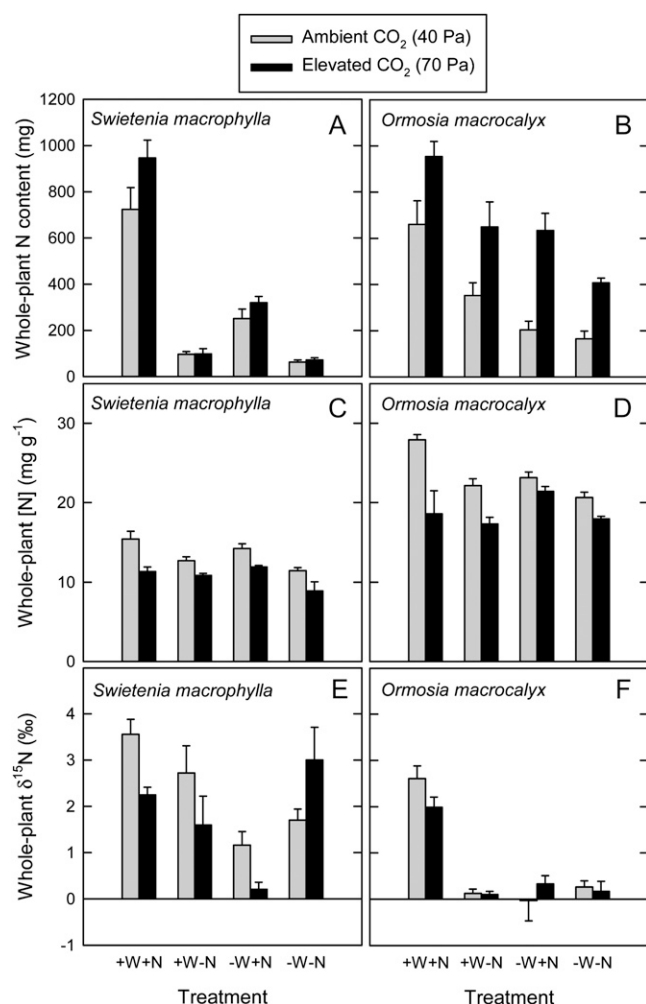 Ambient CO₂ (40 Pa)
Elevated CO₂ (70 Pa)
Whole-plant N content (mg)
1200
1000
800
600
400
200
0
Swietenia macrophylla A
Ormosia macrocalyx B
Whole-plant [N] (mg g⁻¹)
30
20
10
0
Swietenia macrophylla C
Ormosia macrocalyx D
Whole-plant δ¹⁵N (‰)
4
3
2
1
0
-1
Swietenia macrophylla E
Ormosia macrocalyx F
+W+N +W-N -W+N -W-N
+W+N +W-N -W+N -W-N
Treatment
Treatment